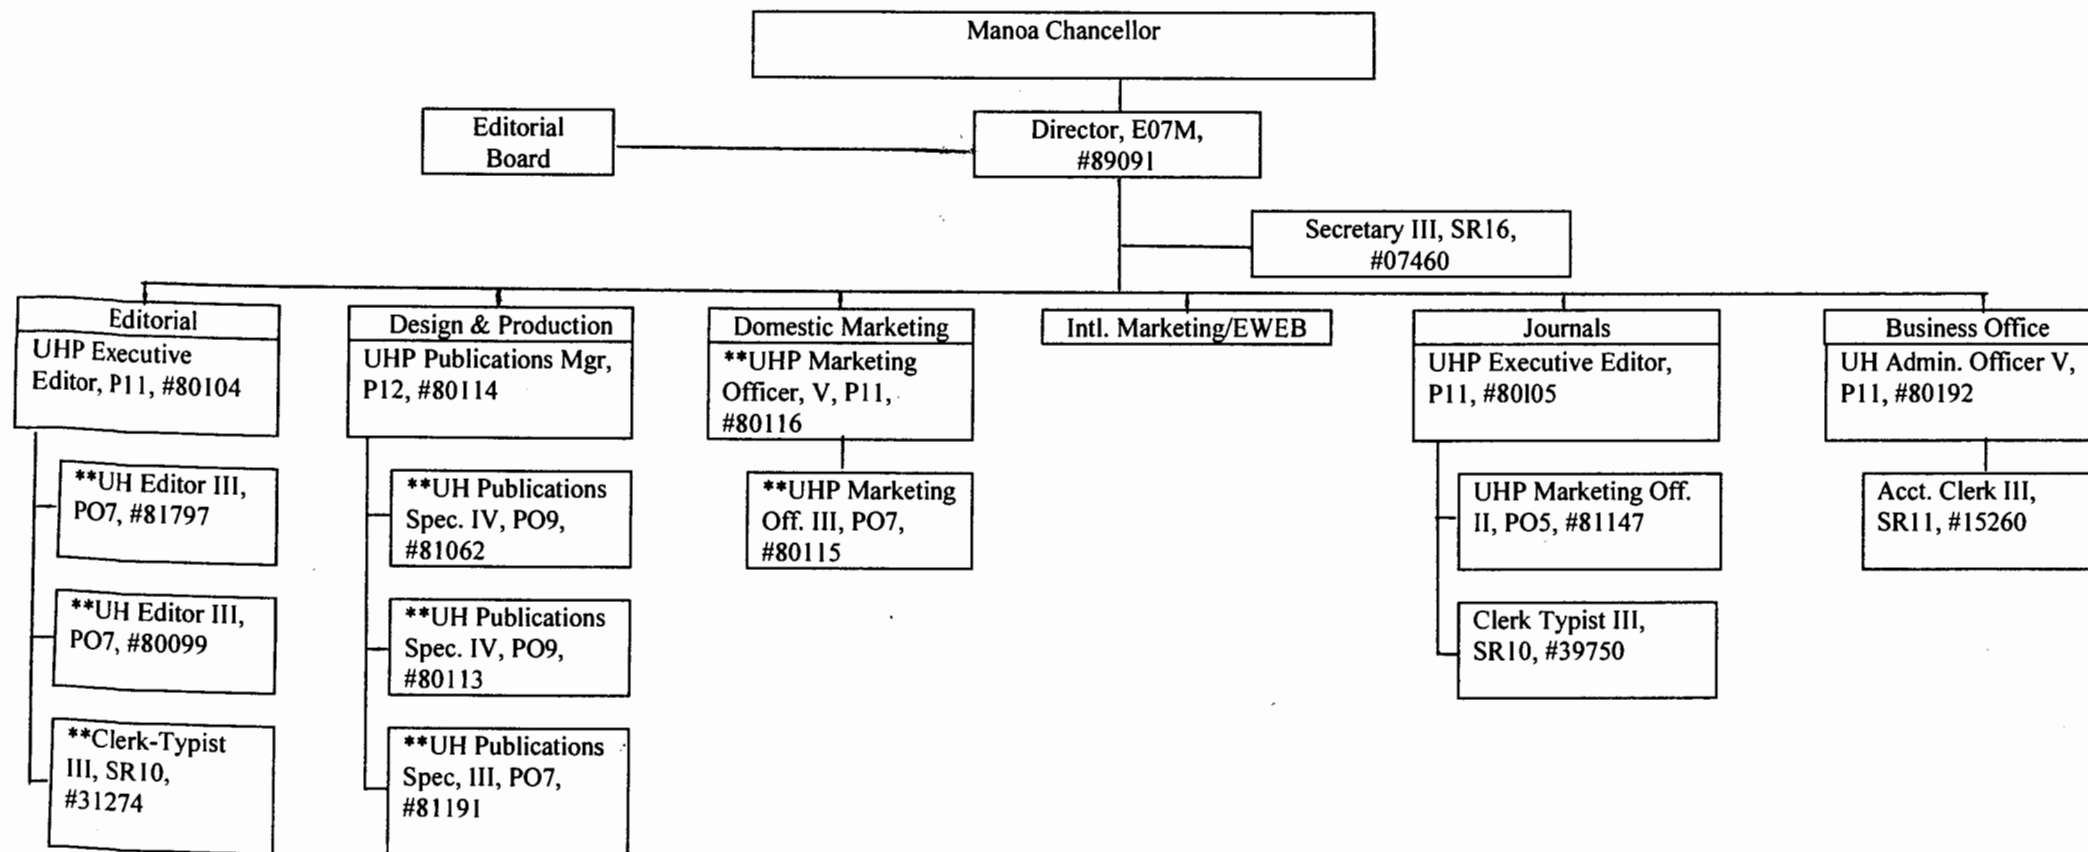 Manoa Chancellor
Editorial
Board
Director, E07M,
#89091
Secretary III, SR16,
#07460
Editorial
UHP Executive
Editor, P11, #80104
**UH Editor III,
PO7, #81797
**UH Editor III,
PO7, #80099
**Clerk-Typist
III, SR10,
#31274
Design & Production
UHP Publications Mgr,
P12, #80114
**UH Publications
Spec. IV, PO9,
#81062
**UH Publications
Spec. IV, PO9,
#80113
**UH Publications
Spec, III, PO7,
#81191
Domestic Marketing
**UHP Marketing
Officer, V, P11,
#80116
**UHP Marketing
Off. III, PO7,
#80115
Intl. Marketing/EWEB
Journals
UHP Executive Editor,
P11, #80105
UHP Marketing Off.
II, PO5, #81147
Clerk Typist III,
SR10, #39750
Business Office
UH Admin. Officer V,
P11, #80192
Acct. Clerk III,
SR11, #15260